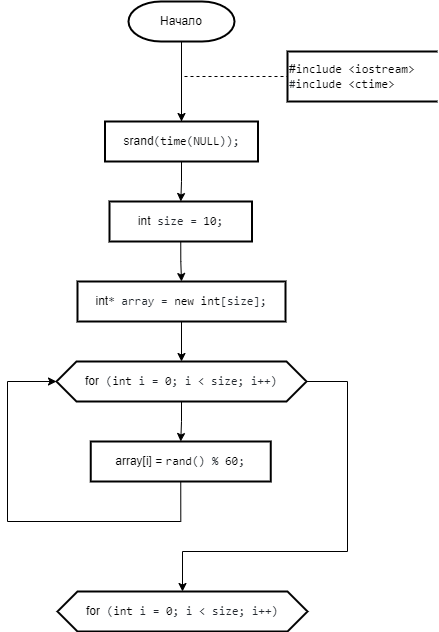 Начало
#include <iostream>
#include <ctime>
srand(time(NULL));
int size = 10;
int* array = new int[size];
for (int i = 0; i < size; i++)
array[i] = rand() % 60;
for (int i = 0; i < size; i++)